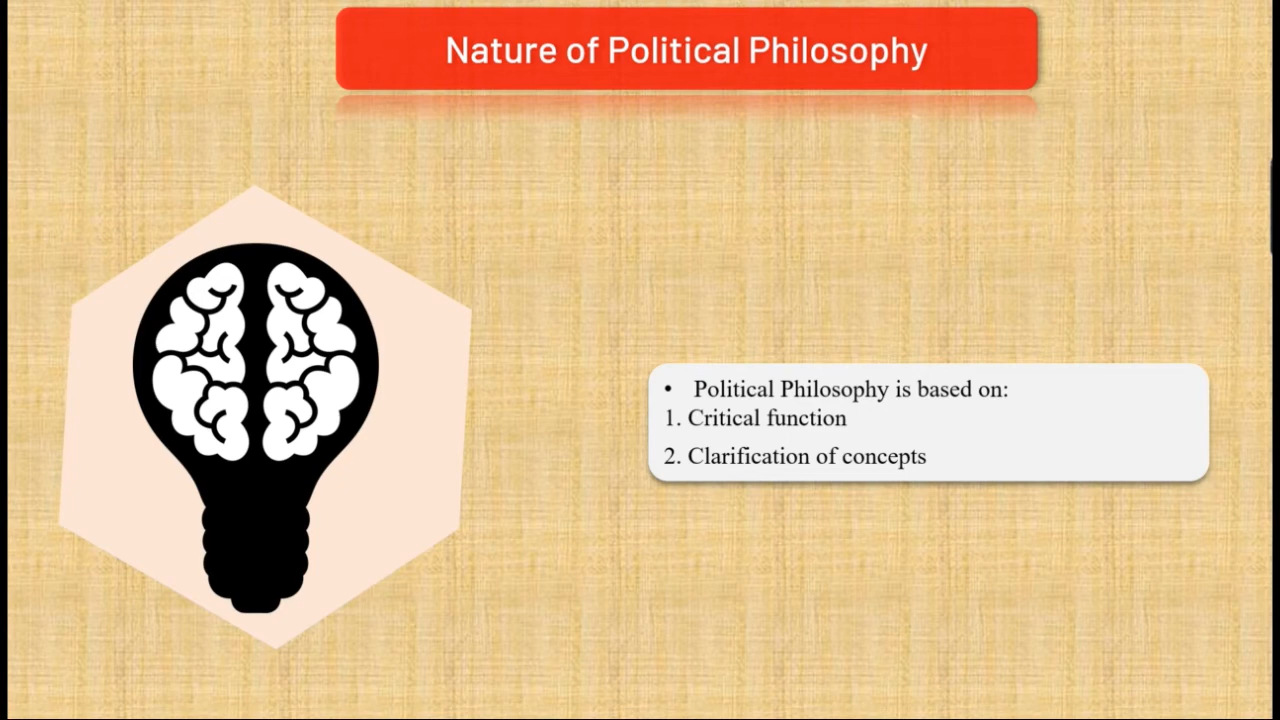 Nature of Political Philosophy
• Political Philosophy is based on:
1. Critical function
2. Clarification of concepts